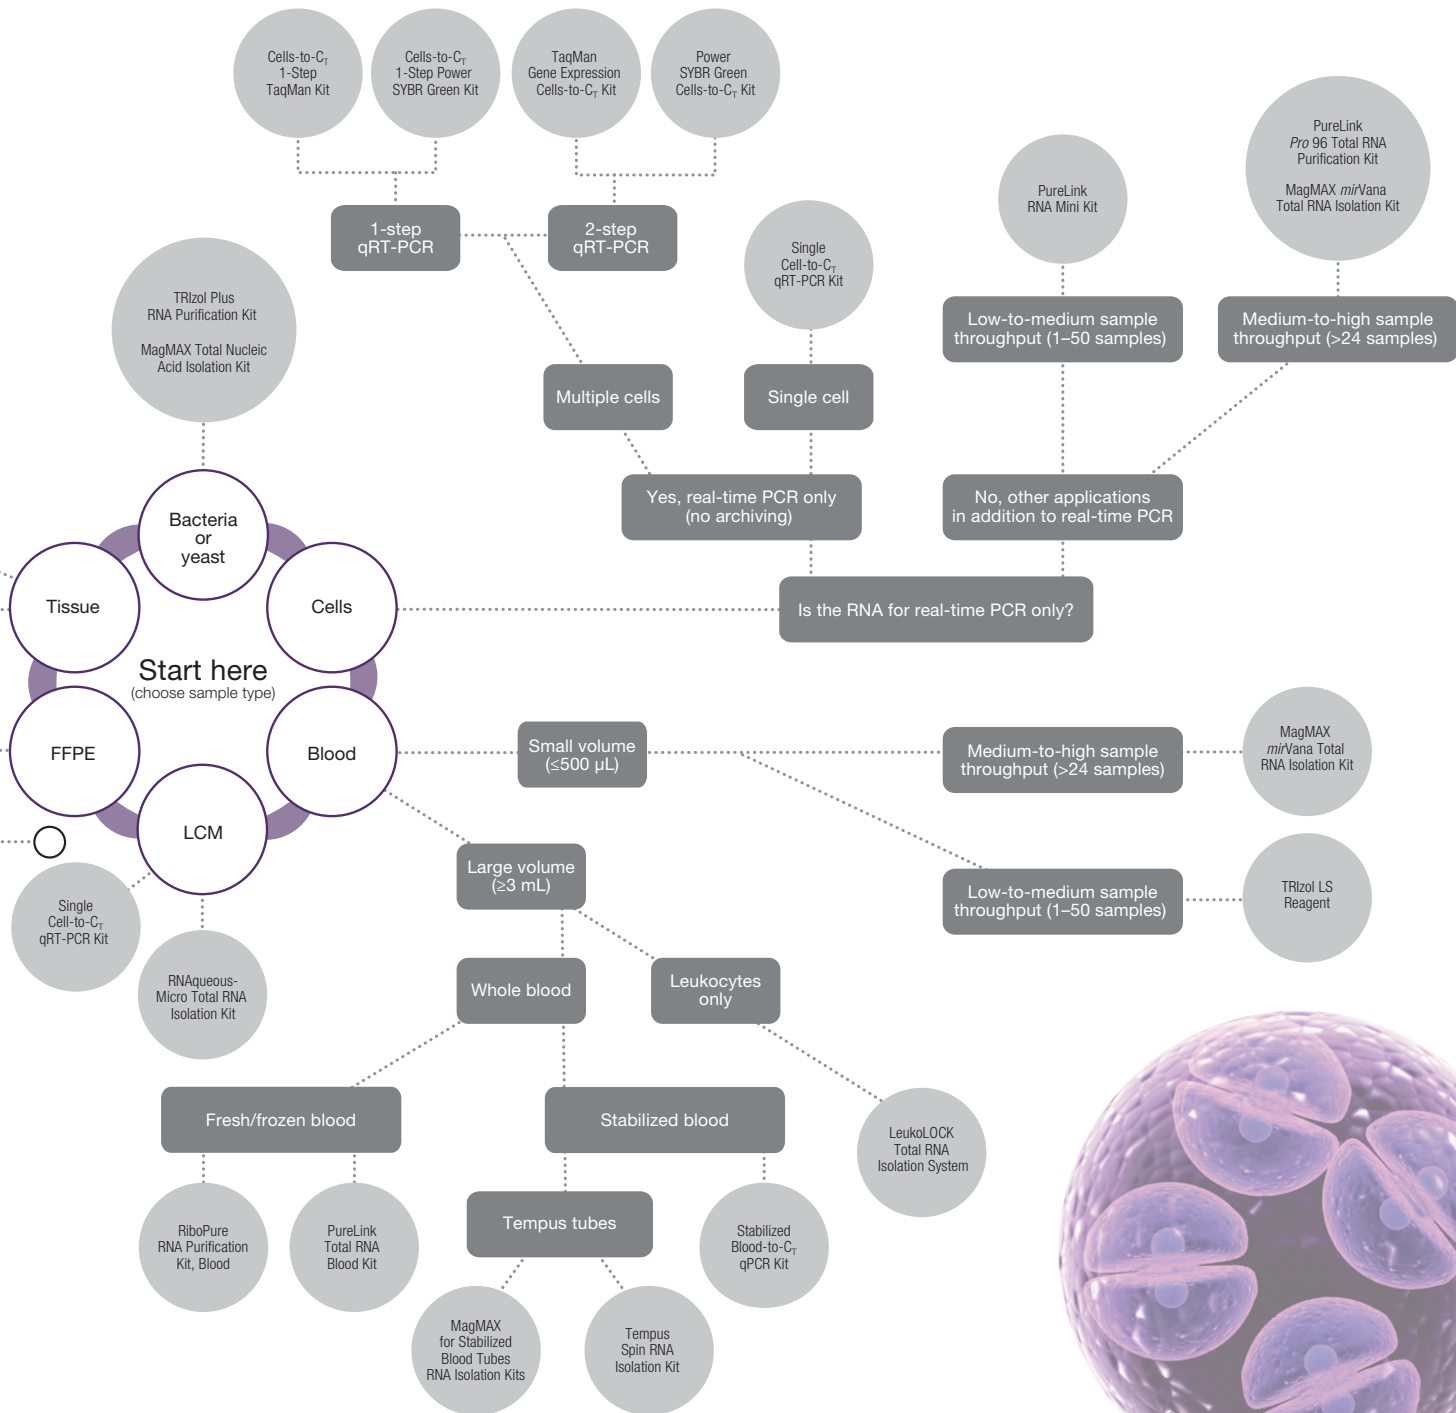 Cells-to-CT
1-Step
TaqMan Kit
Cells-to-CT
1-Step Power
SYBR Green Kit
TaqMan
Gene Expression
Cells-to-CT Kit
Power
SYBR Green
Cells-to-CT Kit
PureLink
Pro 96 Total RNA
Purification Kit
MagMAX mirVana
Total RNA Isolation Kit
PureLink
RNA Mini Kit
1-step
qRT-PCR
2-step
qRT-PCR
Single
Cell-to-CT
qRT-PCR Kit
TRIzol Plus
RNA Purification Kit
MagMAX Total Nucleic
Acid Isolation Kit
Low-to-medium sample
throughput (1–50 samples)
Medium-to-high sample
throughput (>24 samples)
Multiple cells
Single cell
Yes, real-time PCR only
(no archiving)
No, other applications
in addition to real-time PCR
Bacteria
or
yeast
Tissue
Cells
Is the RNA for real-time PCR only?
Start here
(choose sample type)
FFPE
Blood
LCM
Small volume
(≤500 µL)
Medium-to-high sample
throughput (>24 samples)
MagMAX
mirVana Total
RNA Isolation Kit
Large volume
(≥3 mL)
Low-to-medium sample
throughput (1–50 samples)
TRIzol LS
Reagent
Single
Cell-to-CT
qRT-PCR Kit
RNAqueous-
Micro Total RNA
Isolation Kit
Whole blood
Leukocytes
only
Fresh/frozen blood
Stabilized blood
LeukoLOCK
Total RNA
Isolation System
RiboPure
RNA Purification
Kit, Blood
PureLink
Total RNA
Blood Kit
Tempus tubes
Stabilized
Blood-to-CT
qPCR Kit
MagMAX
for Stabilized
Blood Tubes
RNA Isolation Kits
Tempus
Spin RNA
Isolation Kit